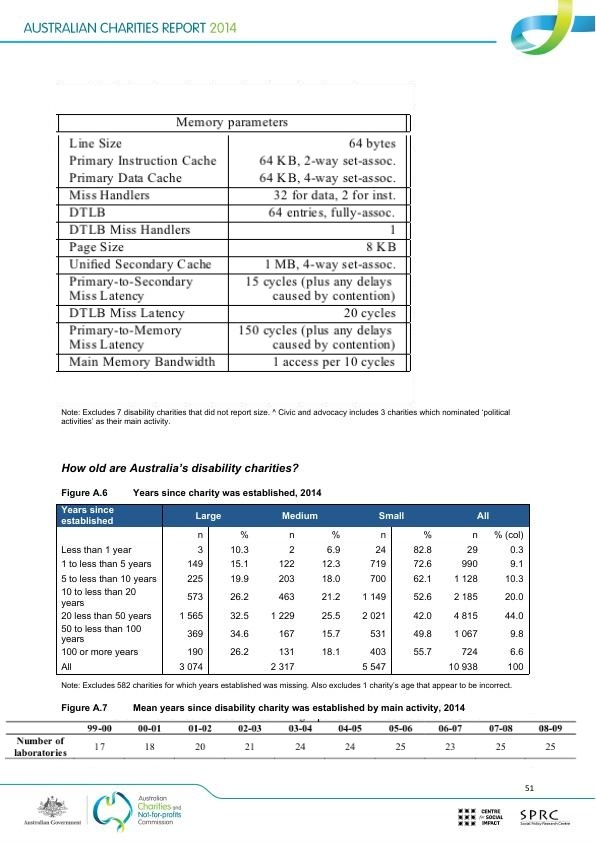 AUSTRALIAN CHARITIES REPORT 2014
Memory parameters
Line Size 64 bytes
Primary Instruction Cache 64 KB, 2-way set-assoc.
Primary Data Cache 64 KB, 4-way set-assoc.
Miss Handlers 32 for data, 2 for inst.
DTLB 64 entries, fully-assoc.
DTLB Miss Handlers 1
Page Size 8 KB
Unified Secondary Cache 1 MB, 4-way set-assoc.
Primary-to-Secondary 15 cycles (plus any delays
Miss Latency caused by contention)
DTLB Miss Latency 20 cycles
Primary-to-Memory 150 cycles (plus any delays
Miss Latency caused by contention)
Main Memory Bandwidth 1 access per 10 cycles
Note: Excludes 7 disability charities that did not report size. ^ Civic and advocacy includes 3 charities which nominated ‘political
activities’ as their main activity.
How old are Australia’s disability charities?
Figure A.6 Years since charity was established, 2014
Years since
established Large Medium Small All
n % n % n % n % (col)
Less than 1 year 3 10.3 2 6.9 24 82.8 29 0.3
1 to less than 5 years 149 15.1 122 12.3 719 72.6 990 9.1
5 to less than 10 years 225 19.9 203 18.0 700 62.1 1 128 10.3
10 to less than 20
years 573 26.2 463 21.2 1 149 52.6 2 185 20.0
20 less than 50 years 1 565 32.5 1 229 25.5 2 021 42.0 4 815 44.0
50 to less than 100
years 369 34.6 167 15.7 531 49.8 1 067 9.8
100 or more years 190 26.2 131 18.1 403 55.7 724 6.6
All 3 074 2 317 5 547 10 938 100
Note: Excludes 582 charities for which years established was missing. Also excludes 1 charity’s age that appear to be incorrect.
Figure A.7 Mean years since disability charity was established by main activity, 2014
99-00 00-01 01-02 02-03 03-04 04-05 05-06 06-07 07-08 08-09
Number of
laboratories 17 18 20 21 24 24 25 23 25 25
51
Australian Government
Australian
Charities and
Not-for-profits
Commission
CENTRE
for SOCIAL
IMPACT
SPRC
Social Policy Research Centre